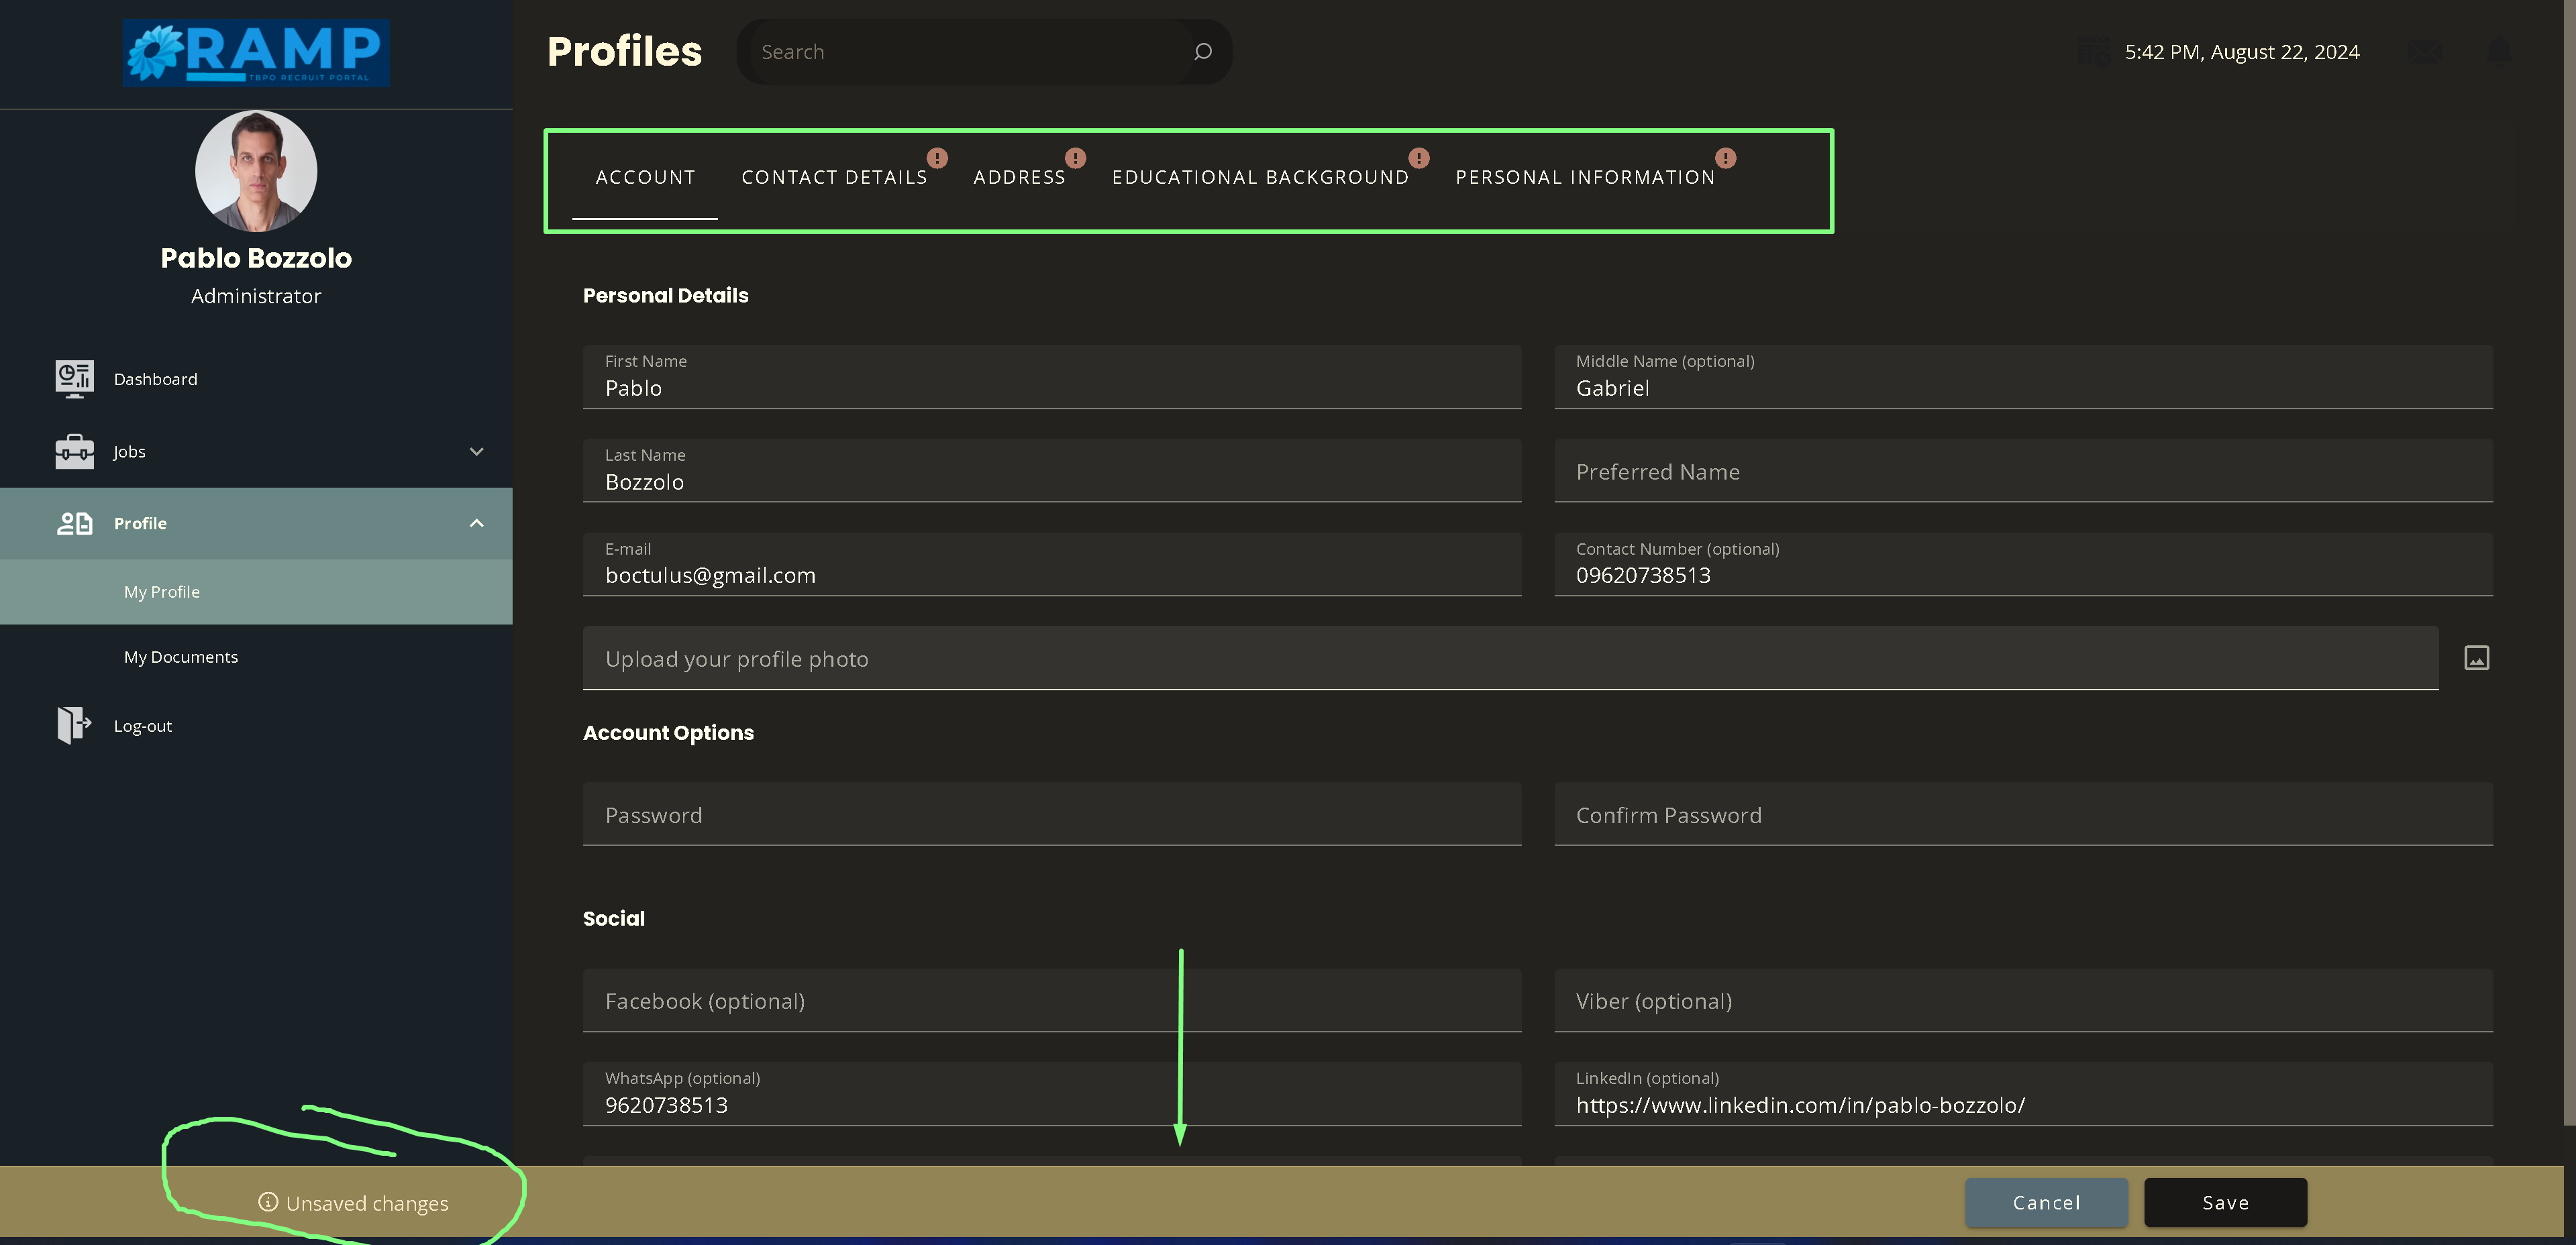 RAMP
TBPO RECRUIT PORTAL
Pablo Bozzolo
Administrator
Dashboard
Jobs
Profile
My Profile
My Documents
Log-out
Profiles
Search
5:42 PM, August 22, 2024
ACCOUNT
CONTACT DETAILS !
ADDRESS !
EDUCATIONAL BACKGROUND !
PERSONAL INFORMATION !
Personal Details
First Name
Pablo
Middle Name (optional)
Gabriel
Last Name
Bozzolo
Preferred Name
E-mail
boctulus@gmail.com
Contact Number (optional)
09620738513
Upload your profile photo
Account Options
Password
Confirm Password
Social
Facebook (optional)
Viber (optional)
WhatsApp (optional)
9620738513
LinkedIn (optional)
https://www.linkedin.com/in/pablo-bozzolo/
Unsaved changes
Cancel
Save